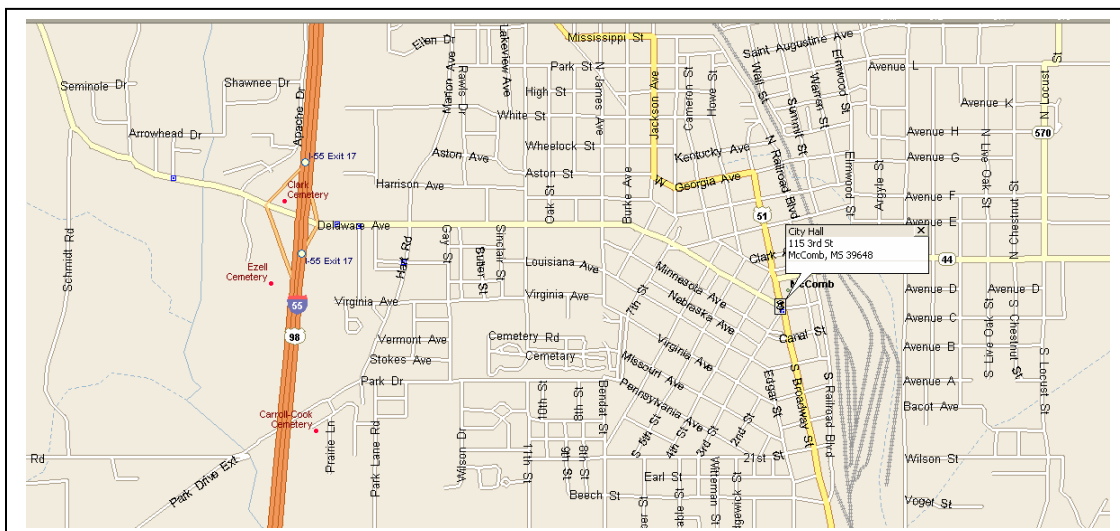 Mississippi St
Saint Augustine Ave
Ellen Dr
Lakeview Ave
Elmwood St
Park St
Avenue L
N Locust St
Wall St
Marion Ave
Rawls Dr
N James Ave
Cameron St
Howe St
Warren St
Shawnee Dr
Seminole Dr
High St
Jackson Ave
Summit St
Avenue K
White St
Apache Dr
Arrowhead Dr
Avenue H
570
Wheelock St
Kentucky Ave
N Railroad Blvd
N Live Oak St
I-55 Exit 17
Aston Ave
Avenue G
Aston St
Harrison Ave
W Georgia Ave
Elmwood St
Argyle St
Clark
Cemetery
Oak St
Burke Ave
Avenue F
N Chestnut St
51
Delaware Ave
Avenue E
City Hall
115 3rd St
McComb, MS 39648
Gay St
Sinclair St
Butler St
Hart Rd
Schmidt Rd
I-55 Exit 17
Clark
44
Louisiana Ave
Minnesota Ave
Ezell
Cemetery
McComb
Avenue D
Avenue D
55
Virginia Ave
7th St
Nebraska Ave
Avenue C
98
Canal St
Vermont Ave
Cemetery Rd
Virginia Ave
Avenue B
S Live Oak St
S Chestnut St
Stokes Ave
Cemetary
Missouri Ave
Park Dr
Pennsylvania Ave
Edgar St
S Broadway St
S Railroad Blvd
Avenue A
S Locust St
10th St
8th St
Bendat St
Bacot Ave
Carroll-Cook
Cemetery
Prairie Ln
Park Lane Rd
Wilson Dr
11th St
9th St
8th St
S 5th St
4th St
3rd St
2nd St
Rd
21st St
Wilson St
Park Drive Ext
Earl St
Witteman St
Beech St